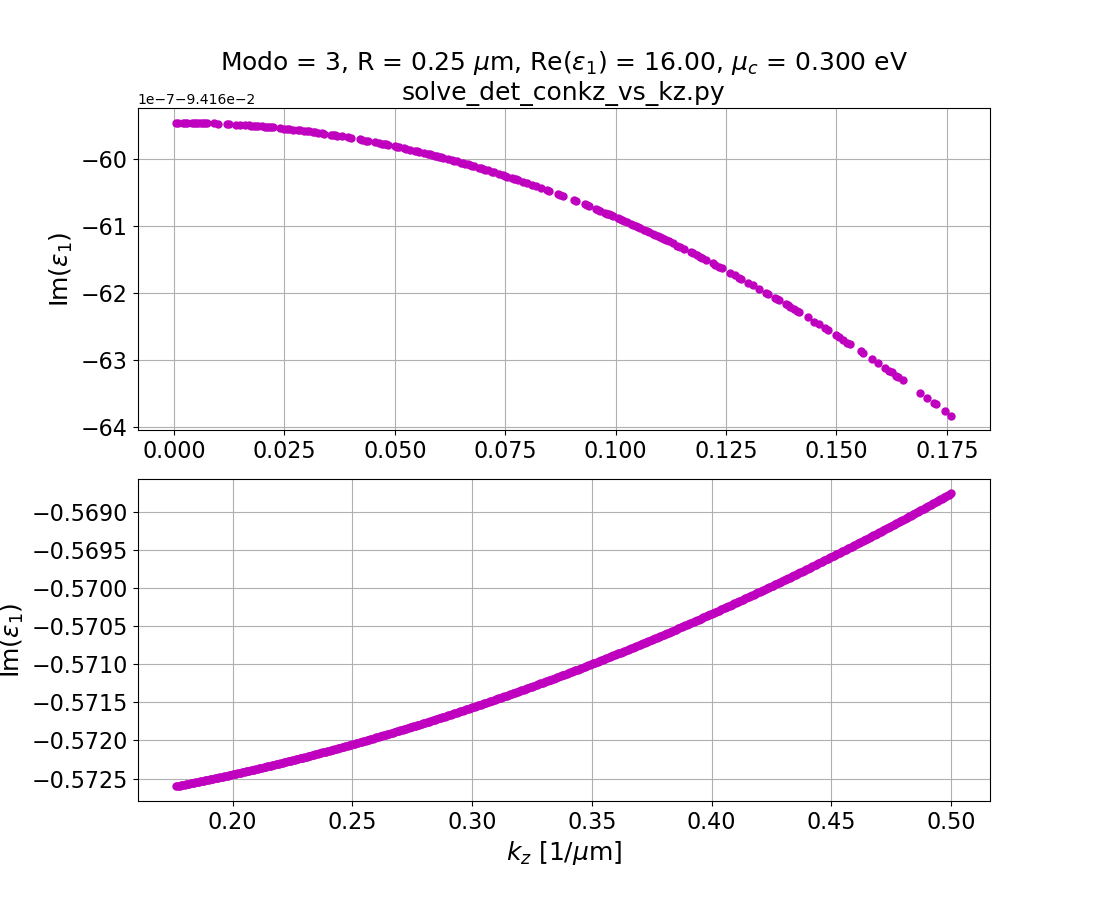 Modo = 3, R = 0.25 μm, Re(ε₁) = 16.00, μ_c = 0.300 eV
solve_det_conkz_vs_kz.py
1e−7−9.416e−2
−60
−61
−62
−63
−64
Im(ε₁)
0.000 0.025 0.050 0.075 0.100 0.125 0.150 0.175
−0.5690
−0.5695
−0.5700
−0.5705
−0.5710
−0.5715
−0.5720
−0.5725
Im(ε₁)
0.20 0.25 0.30 0.35 0.40 0.45 0.50
k_z [1/μm]